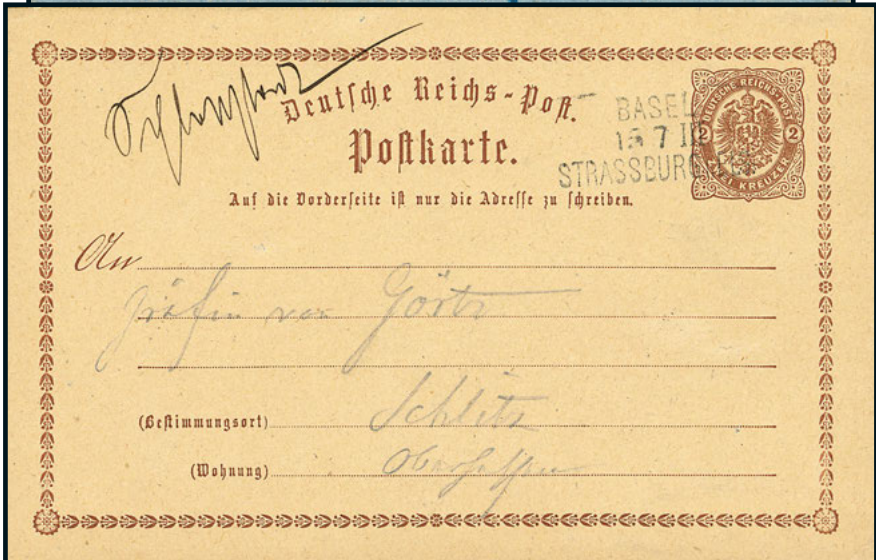 Deutsche Reichs-Post.
Postkarte.
Auf die Vorderseite ist nur die Adresse zu schreiben.
BASEL
7 III
STRASSBURG
DEUTSCHE REICHS-POST
2 2
ZWEI KREUZER
An
Gräfin von Görtz
(Bestimmungsort) Schlitz
(Wohnung) Oberhessen